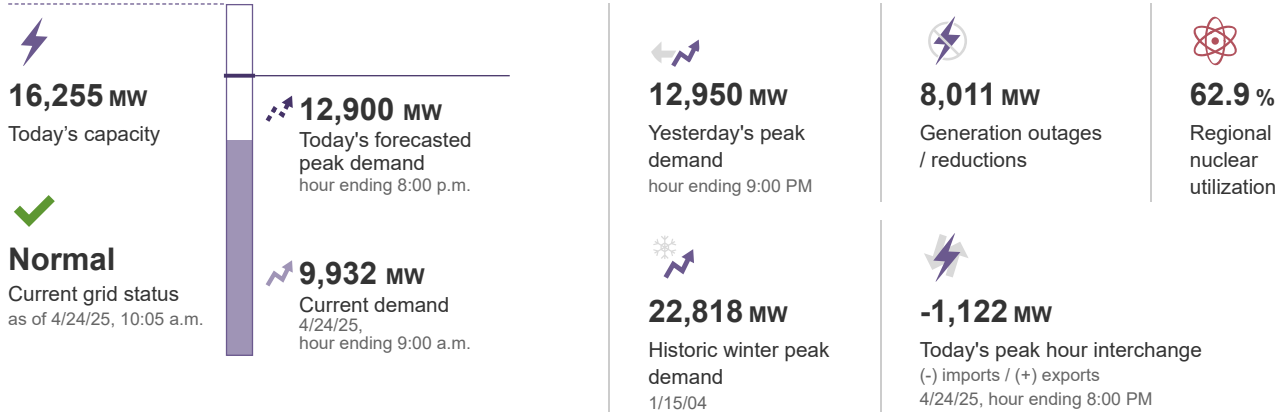 16,255 MW
Today's capacity
Normal
Current grid status
as of 4/24/25, 10:05 a.m.
12,900 MW
Today's forecasted
peak demand
hour ending 8:00 p.m.
9,932 MW
Current demand
4/24/25,
hour ending 9:00 a.m.
12,950 MW
Yesterday's peak
demand
hour ending 9:00 PM
8,011 MW
Generation outages
/ reductions
62.9 %
Regional
nuclear
utilization
22,818 MW
Historic winter peak
demand
1/15/04
-1,122 MW
Today's peak hour interchange
(-) imports / (+) exports
4/24/25, hour ending 8:00 PM